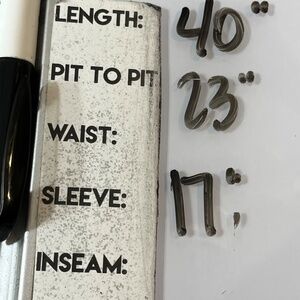 LENGTH: 40"
PIT TO PIT 23"
WAIST: 17"
SLEEVE:
INSEAM: